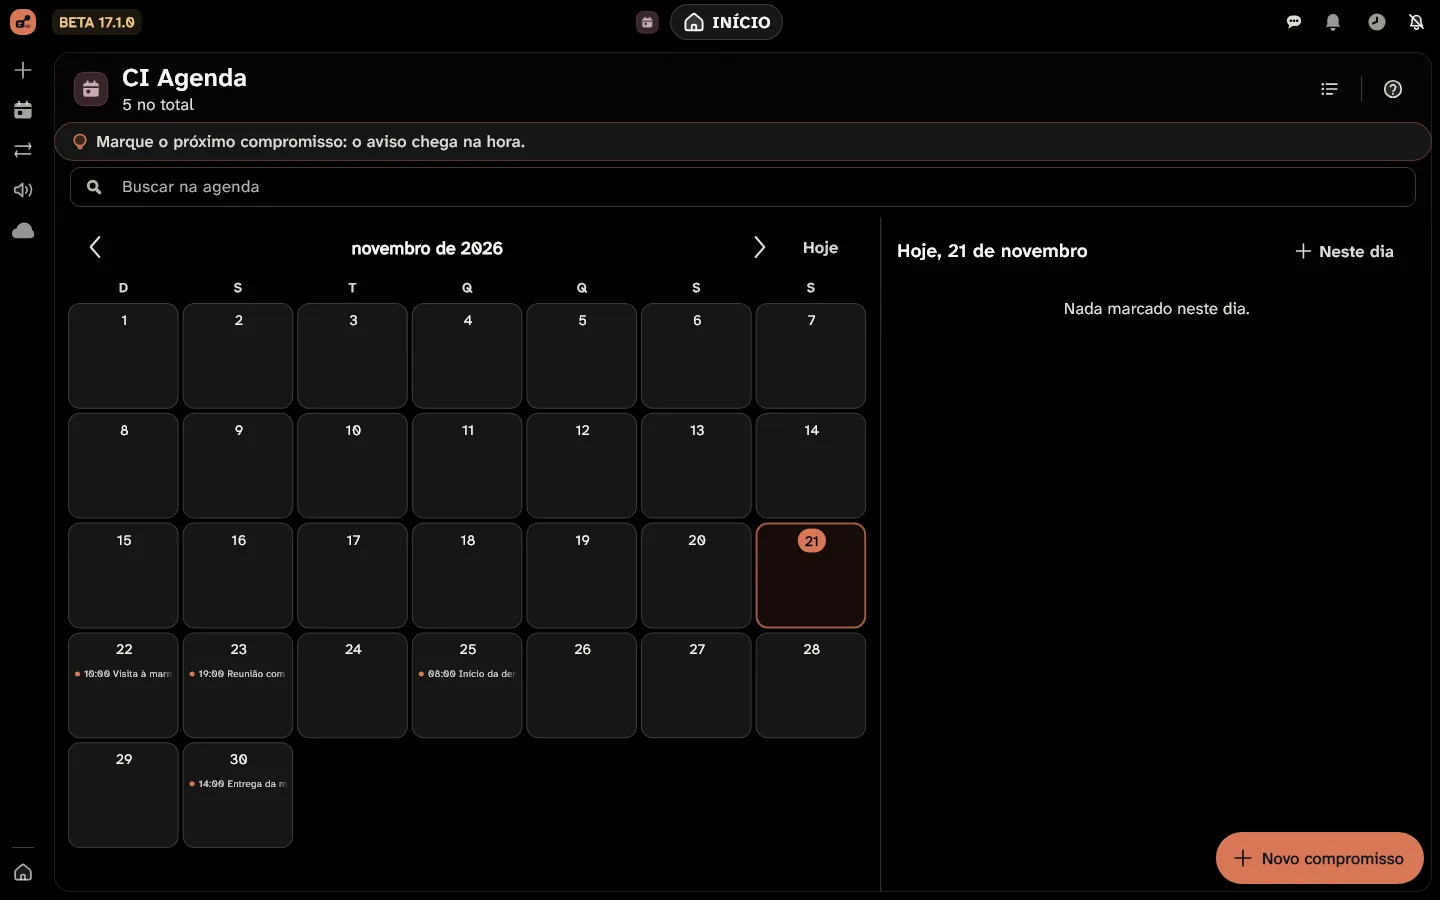 BETA 17.1.0
INÍCIO
CI Agenda
5 no total
Marque o próximo compromisso: o aviso chega na hora.
Buscar na agenda
novembro de 2026
Hoje
D S T Q Q S S
1 2 3 4 5 6 7
8 9 10 11 12 13 14
15 16 17 18 19 20 21
22 23 24 25 26 27 28
10:00 Visita à 19:00 Reunião com 08:00 Início da
29 30
14:00 Entrega da
Hoje, 21 de novembro
Neste dia
Nada marcado neste dia.
Novo compromisso